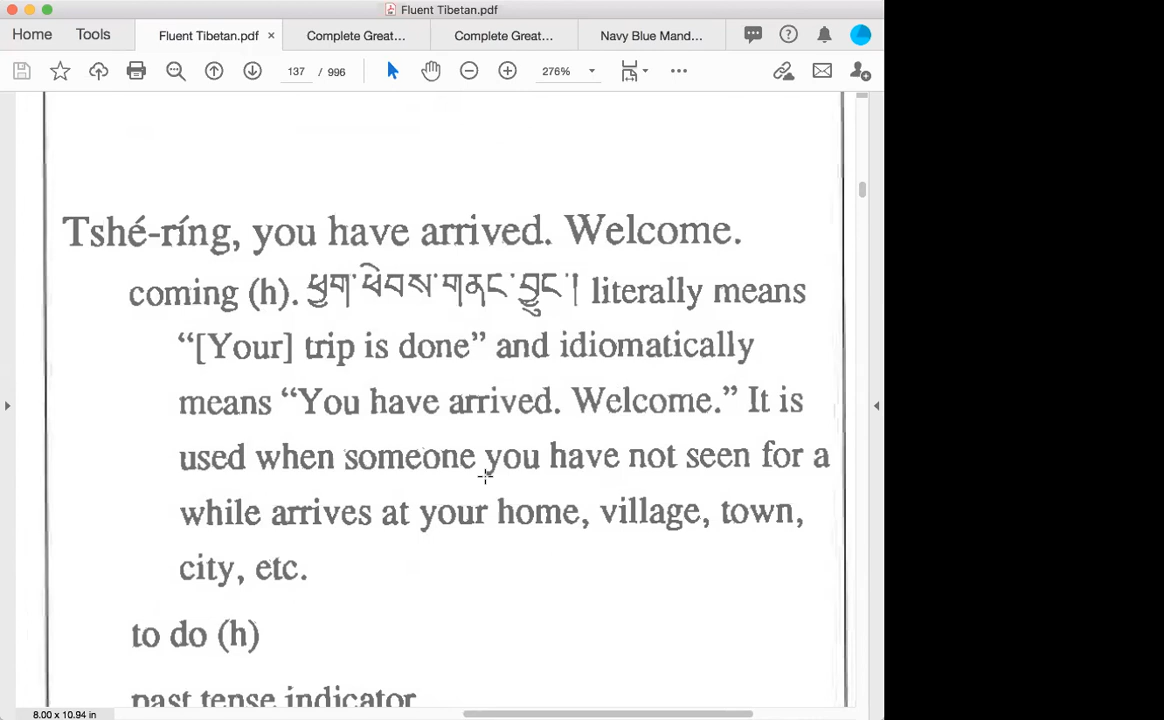 Fluent Tibetan.pdf
Home Tools Fluent Tibetan.pdf × Complete Great... Complete Great... Navy Blue Mand...
137 / 996 276%
Tshé-ríng, you have arrived. Welcome.
coming (h). ཕྱག་ཕེབས་གནང་བྱུང་། literally means
“[Your] trip is done” and idiomatically
means “You have arrived. Welcome.” It is
used when someone you have not seen for a
while arrives at your home, village, town,
city, etc.
to do (h)
past tense indicator
8.00 x 10.94 in